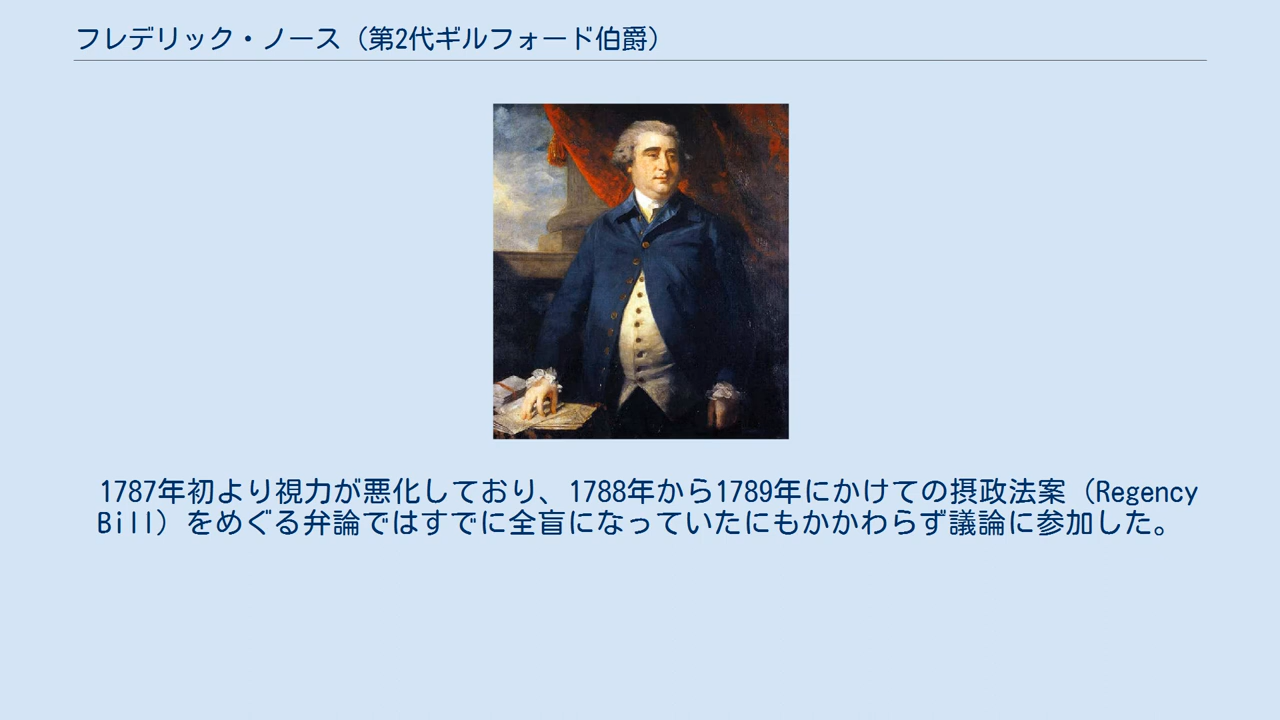 フレデリック・ノース（第2代ギルフォード伯爵）
1787年初より視力が悪化しており、1788年から1789年にかけての摂政法案（Regency
Bill）をめぐる弁論ではすでに全盲になっていたにもかかわらず議論に参加した。